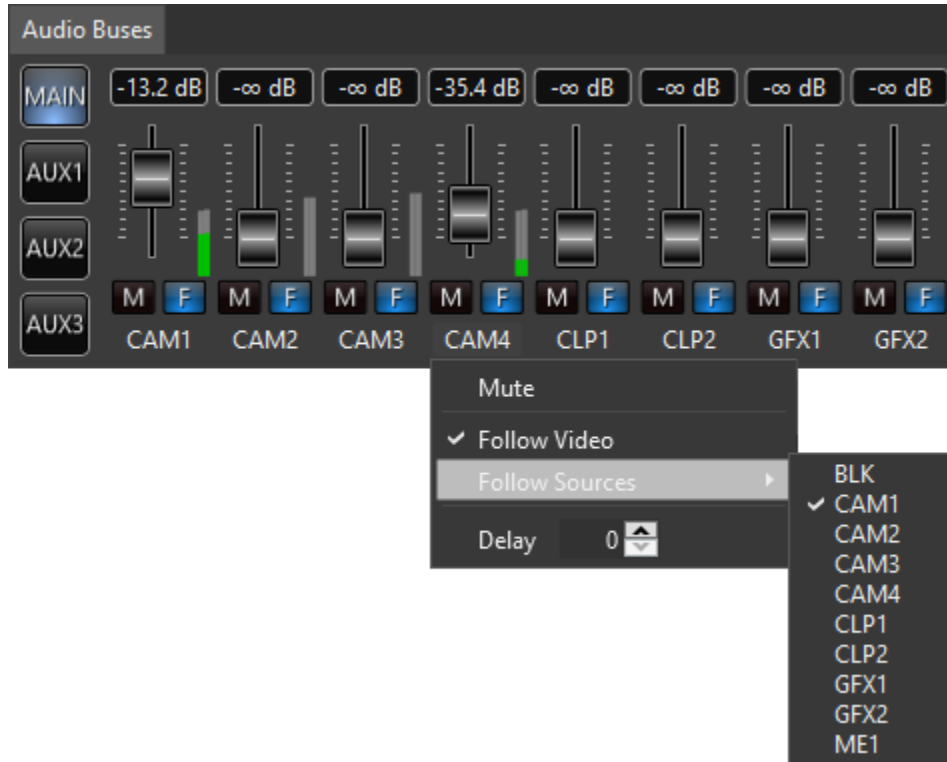 Audio Buses
MAIN -13.2 dB -∞ dB -∞ dB -35.4 dB -∞ dB -∞ dB -∞ dB -∞ dB
AUX1
AUX2
M F M F M F M F M F M F M F M F
AUX3 CAM1 CAM2 CAM3 CAM4 CLP1 CLP2 GFX1 GFX2
Mute
Follow Video
Follow Sources
Delay 0
BLK
CAM1
CAM2
CAM3
CAM4
CLP1
CLP2
GFX1
GFX2
ME1